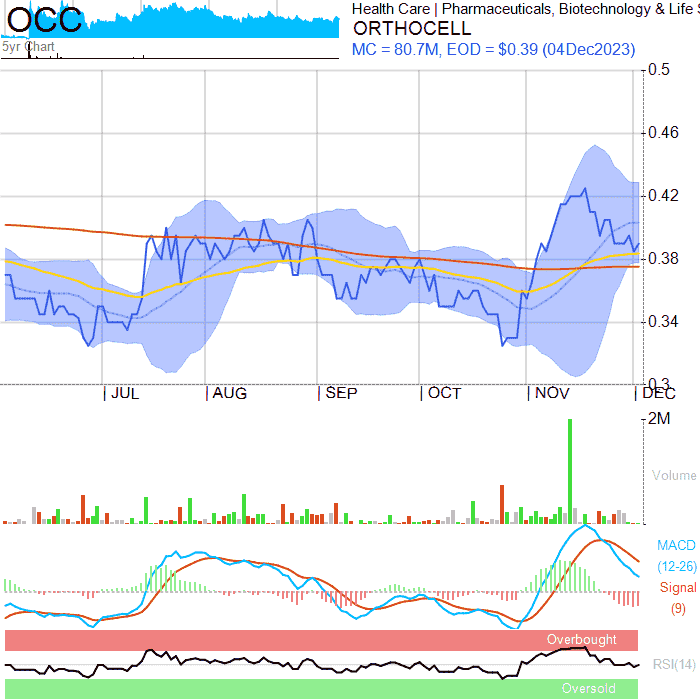 OCC
5yr Chart
Health Care | Pharmaceuticals, Biotechnology & Life S
ORTHOCELL
MC = 80.7M, EOD = $0.39 (04Dec2023)
0.5
0.46
0.42
0.38
0.34
0.3
JUL AUG SEP OCT NOV DEC
2M
Volume
MACD
(12-26)
Signal
(9)
Overbought
RSI(14)
Oversold